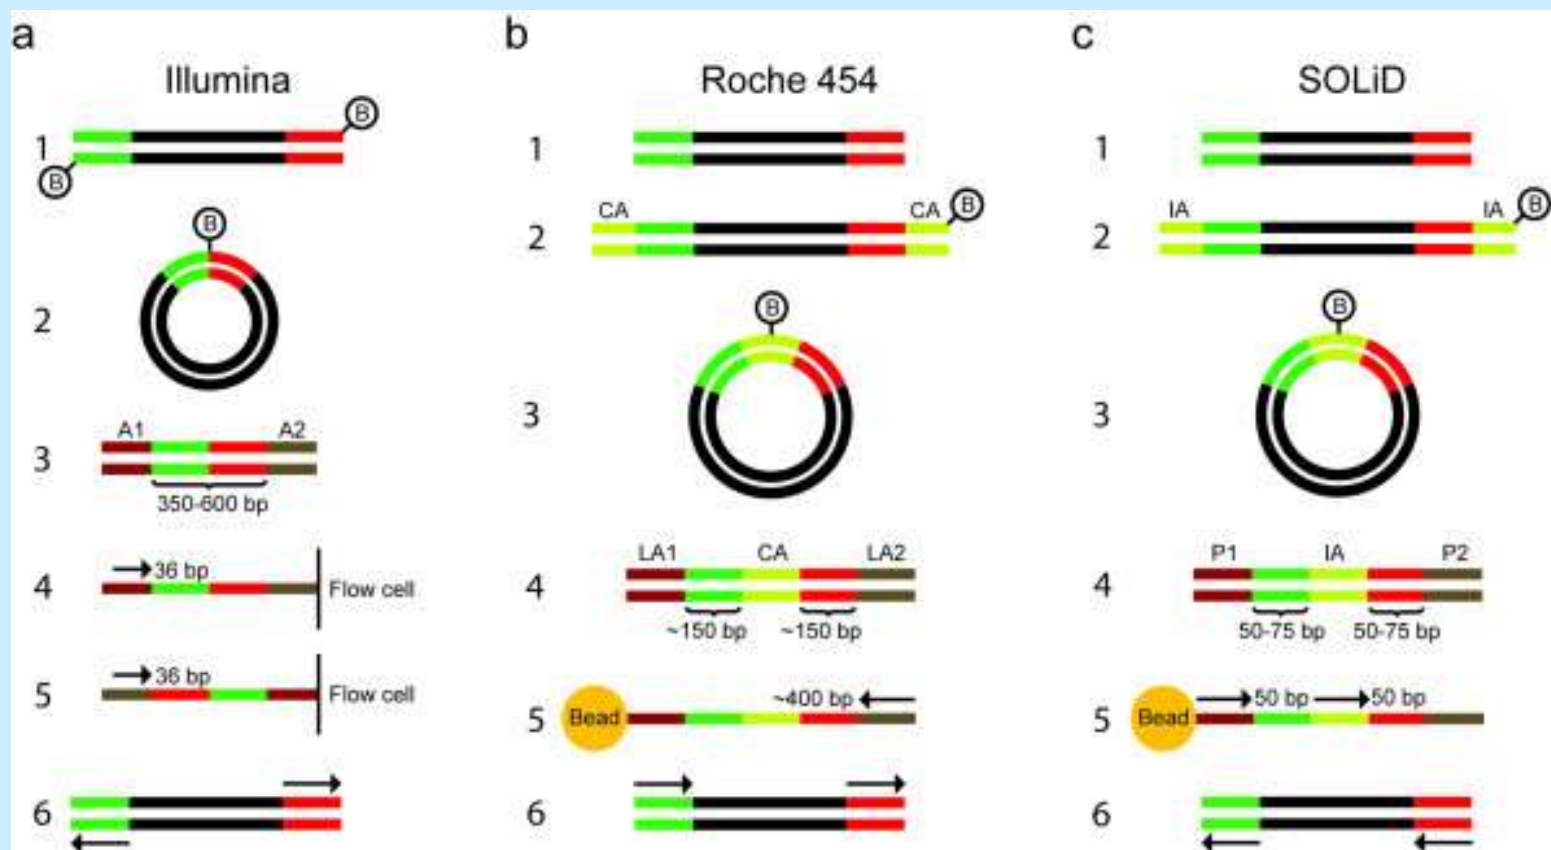 a
Illumina
1
B
B
2
B
3
A1
A2
350-600 bp
4
36 bp
Flow cell
5
36 bp
Flow cell
6
b
Roche 454
1
2
CA
CA
B
3
B
4
LA1
CA
LA2
~150 bp
~150 bp
5
Bead
~400 bp
6
c
SOLiD
1
2
IA
IA
B
3
B
4
P1
IA
P2
50-75 bp
50-75 bp
5
Bead
50 bp
50 bp
6